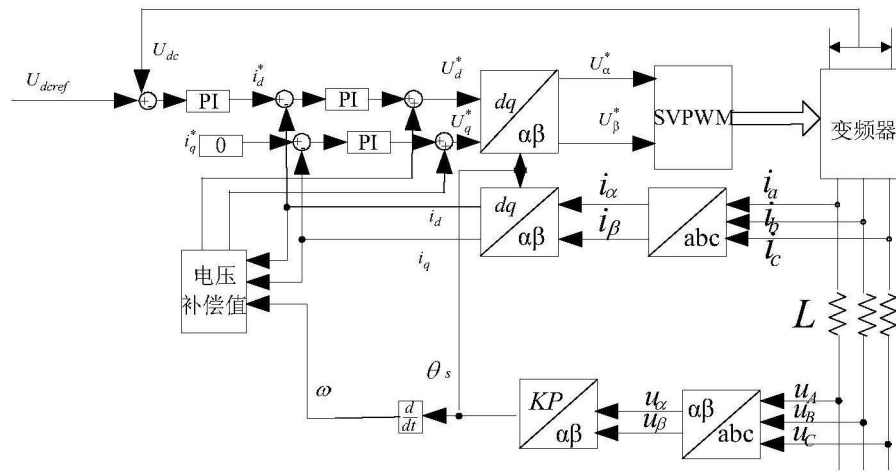 U_dc
U_dcref
i_d^*
PI
PI
U_d^*
dq
αβ
U_α^*
SVPWM
变频器
i_q^*
0
PI
U_q^*
U_β^*
i_d
dq
αβ
i_α
i_β
abc
i_a
i_b
i_c
i_q
电压
补偿值
L
ω
θ_s
d
dt
KP
αβ
u_α
u_β
αβ
abc
u_A
u_B
u_C